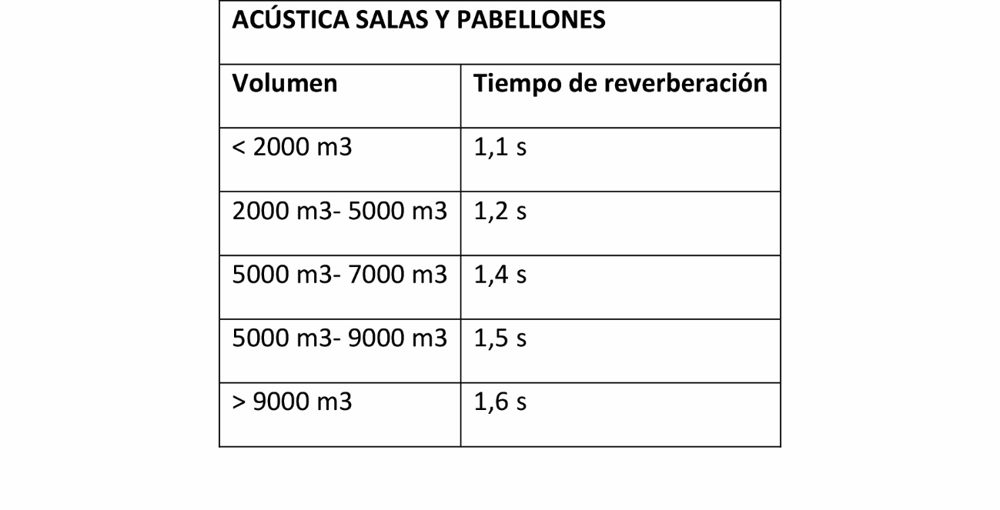 ACÚSTICA SALAS Y PABELLONES
Volumen Tiempo de reverberación
< 2000 m3 1,1 s
2000 m3- 5000 m3 1,2 s
5000 m3- 7000 m3 1,4 s
5000 m3- 9000 m3 1,5 s
> 9000 m3 1,6 s